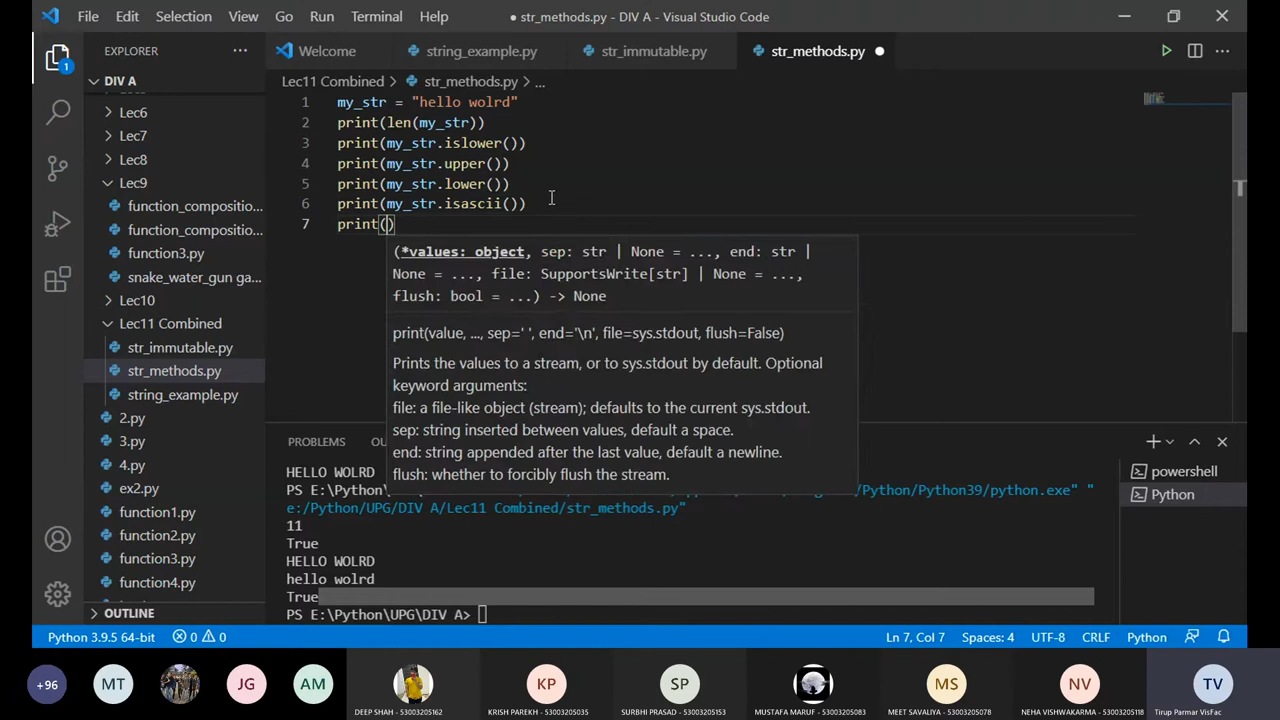 File Edit Selection View Go Run Terminal Help
● str_methods.py - DIV A - Visual Studio Code
EXPLORER
Welcome
string_example.py
str_immutable.py
str_methods.py
1
DIV A
Lec6
Lec7
Lec8
Lec9
function_compositio...
function_compositio...
function3.py
snake_water_gun ga...
Lec10
Lec11 Combined
str_immutable.py
str_methods.py
string_example.py
2.py
3.py
4.py
ex2.py
function1.py
function2.py
function3.py
function4.py
OUTLINE
Lec11 Combined > str_methods.py > ...
1 my_str = "hello wolrd"
2 print(len(my_str))
3 print(my_str.islower())
4 print(my_str.upper())
5 print(my_str.lower())
6 print(my_str.isascii())
7 print()
(*values: object, sep: str | None = ..., end: str |
None = ..., file: SupportsWrite[str] | None = ...,
flush: bool = ...) -> None
print(value, ..., sep=' ', end='\n', file=sys.stdout, flush=False)
Prints the values to a stream, or to sys.stdout by default. Optional
keyword arguments:
file: a file-like object (stream); defaults to the current sys.stdout.
sep: string inserted between values, default a space.
end: string appended after the last value, default a newline.
flush: whether to forcibly flush the stream.
PROBLEMS OU
powershell
Python
HELLO WOLRD
PS E:\Python\ /Python/Python39/python.exe" "
e:/Python/UPG/DIV A/Lec11 Combined/str_methods.py"
11
True
HELLO WOLRD
hello wolrd
True
PS E:\Python\UPG\DIV A>
Python 3.9.5 64-bit 0 0
Ln 7, Col 7 Spaces: 4 UTF-8 CRLF Python
+96 MT JG AM KP SP MS NV TV
DEEP SHAH - 53003205162
KRISH PAREKH - 53003205035
SURBHI PRASAD - 53003205153
MUSTAFA MARUF - 53003205083
MEET SAVALIYA - 53003205078
NEHA VISHWAKARMA - 53003205118
Tirup Parmar VisFac